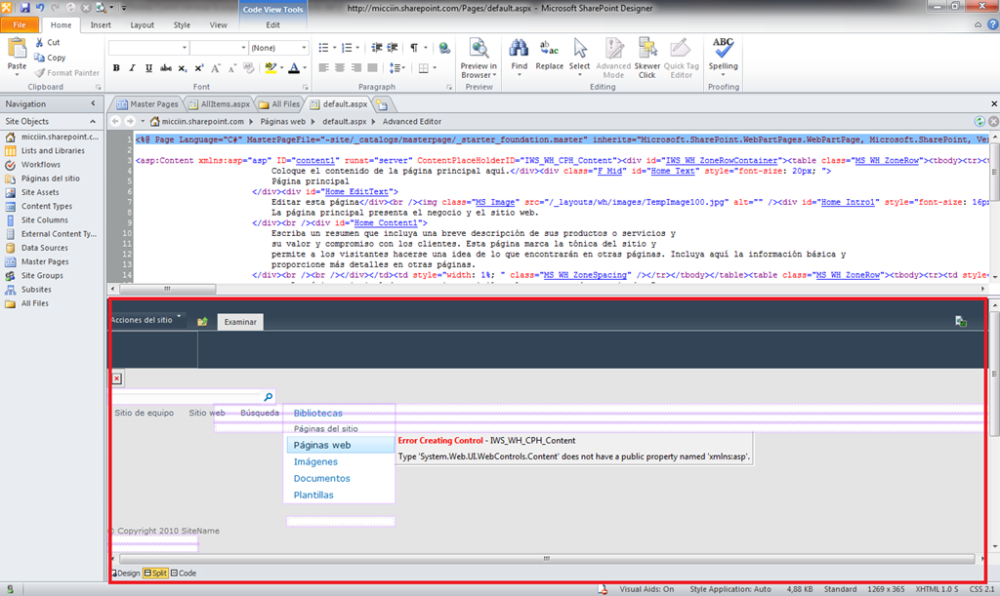 Code View Tools
http://micciin.sharepoint.com/Pages/default.aspx - Microsoft SharePoint Designer
File Home Insert Layout Style View Edit
Paste
Cut
Copy
Format Painter
(None)
Preview in Browser
Find
Replace
Select
Advanced Mode
Skewer Click
Quick Tag Editor
ABC
Spelling
Clipboard Font Paragraph Preview Editing Proofing
Navigation
Master Pages AllItems.aspx All Files default.aspx
Site Objects
micciin.sharepoint.com Páginas web default.aspx Advanced Editor
micciin.sharepoint.c...
Lists and Libraries
Workflows
Páginas del sitio
Site Assets
Content Types
Site Columns
External Content Ty...
Data Sources
Master Pages
Site Groups
Subsites
All Files
1 <%@ Page Language="C#" MasterPageFile="~site/_catalogs/masterpage/_starter_foundation.master" inherits="Microsoft.SharePoint.WebPartPages.WebPartPage, Microsoft.SharePoint, Ver
2
3 <asp:Content xmlns:asp="asp" ID="content1" runat="server" ContentPlaceHolderID="IWS_WH_CPH_Content"><div id="IWS_WH_ZoneRowContainer"><table class="MS_WH_ZoneRow"><tbody><tr><t
4 Coloque el contenido de la página principal aquí.</div><div class="F_Mid" id="Home_Text" style="font-size: 20px; ">
5 Página principal
6 </div><div id="Home_EditText">
7 Editar esta página</div><br /><img class="MS_Image" src="/_layouts/wh/images/TempImage100.jpg" alt="" /><div id="Home_Intro1" style="font-size: 16px
8 La página principal presenta el negocio y el sitio web.
9 </div><br /><div id="Home_Content1">
10 Escriba un resumen que incluya una breve descripción de sus productos o servicios y
11 su valor y compromiso con los clientes. Esta página marca la tónica del sitio y
12 permite a los visitantes hacerse una idea de lo que encontrarán en otras páginas. Incluya aquí la información básica y
13 proporcione más detalles en otras páginas.
14 </div><br /><br /></div></td><td style="width: 1%; " class="MS_WH_ZoneSpacing" /></tr></tbody></table><table class="MS_WH_ZoneRow"><tbody><tr><td style=
Acciones del sitio Examinar
Sitio de equipo Sitio web Búsqueda
Bibliotecas
Páginas del sitio
Páginas web
Imágenes
Documentos
Plantillas
Error Creating Control - IWS_WH_CPH_Content
Type 'System.Web.UI.WebControls.Content' does not have a public property named 'xmlns:asp'.
© Copyright 2010 SiteName
Design Split Code
Visual Aids: On Style Application: Auto 4,88 KB Standard 1269 x 365 XHTML 1.0 S CSS 2.1